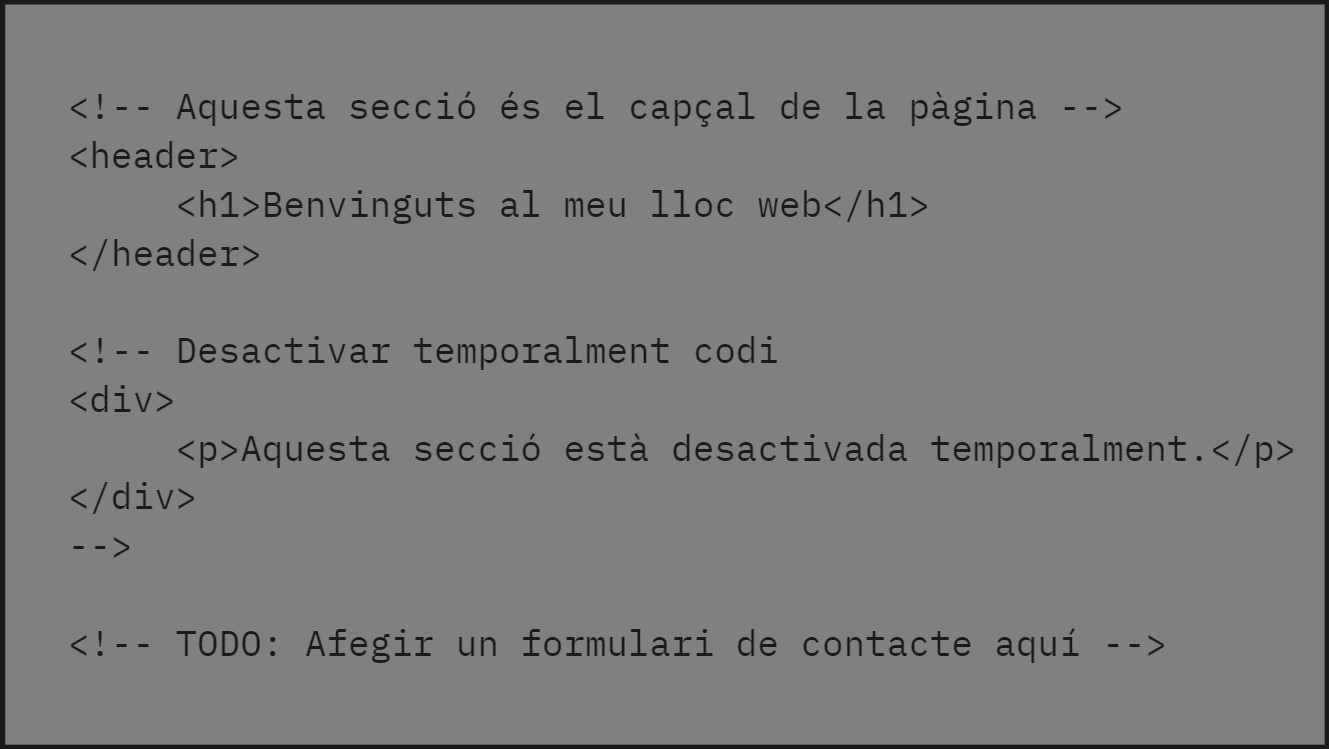 <!-- Aquesta secció és el capçal de la pàgina -->
<header>
     <h1>Benvinguts al meu lloc web</h1>
</header>

<!-- Desactivar temporalment codi
<div>
     <p>Aquesta secció està desactivada temporalment.</p>
</div>
-->

<!-- TODO: Afegir un formulari de contacte aquí -->